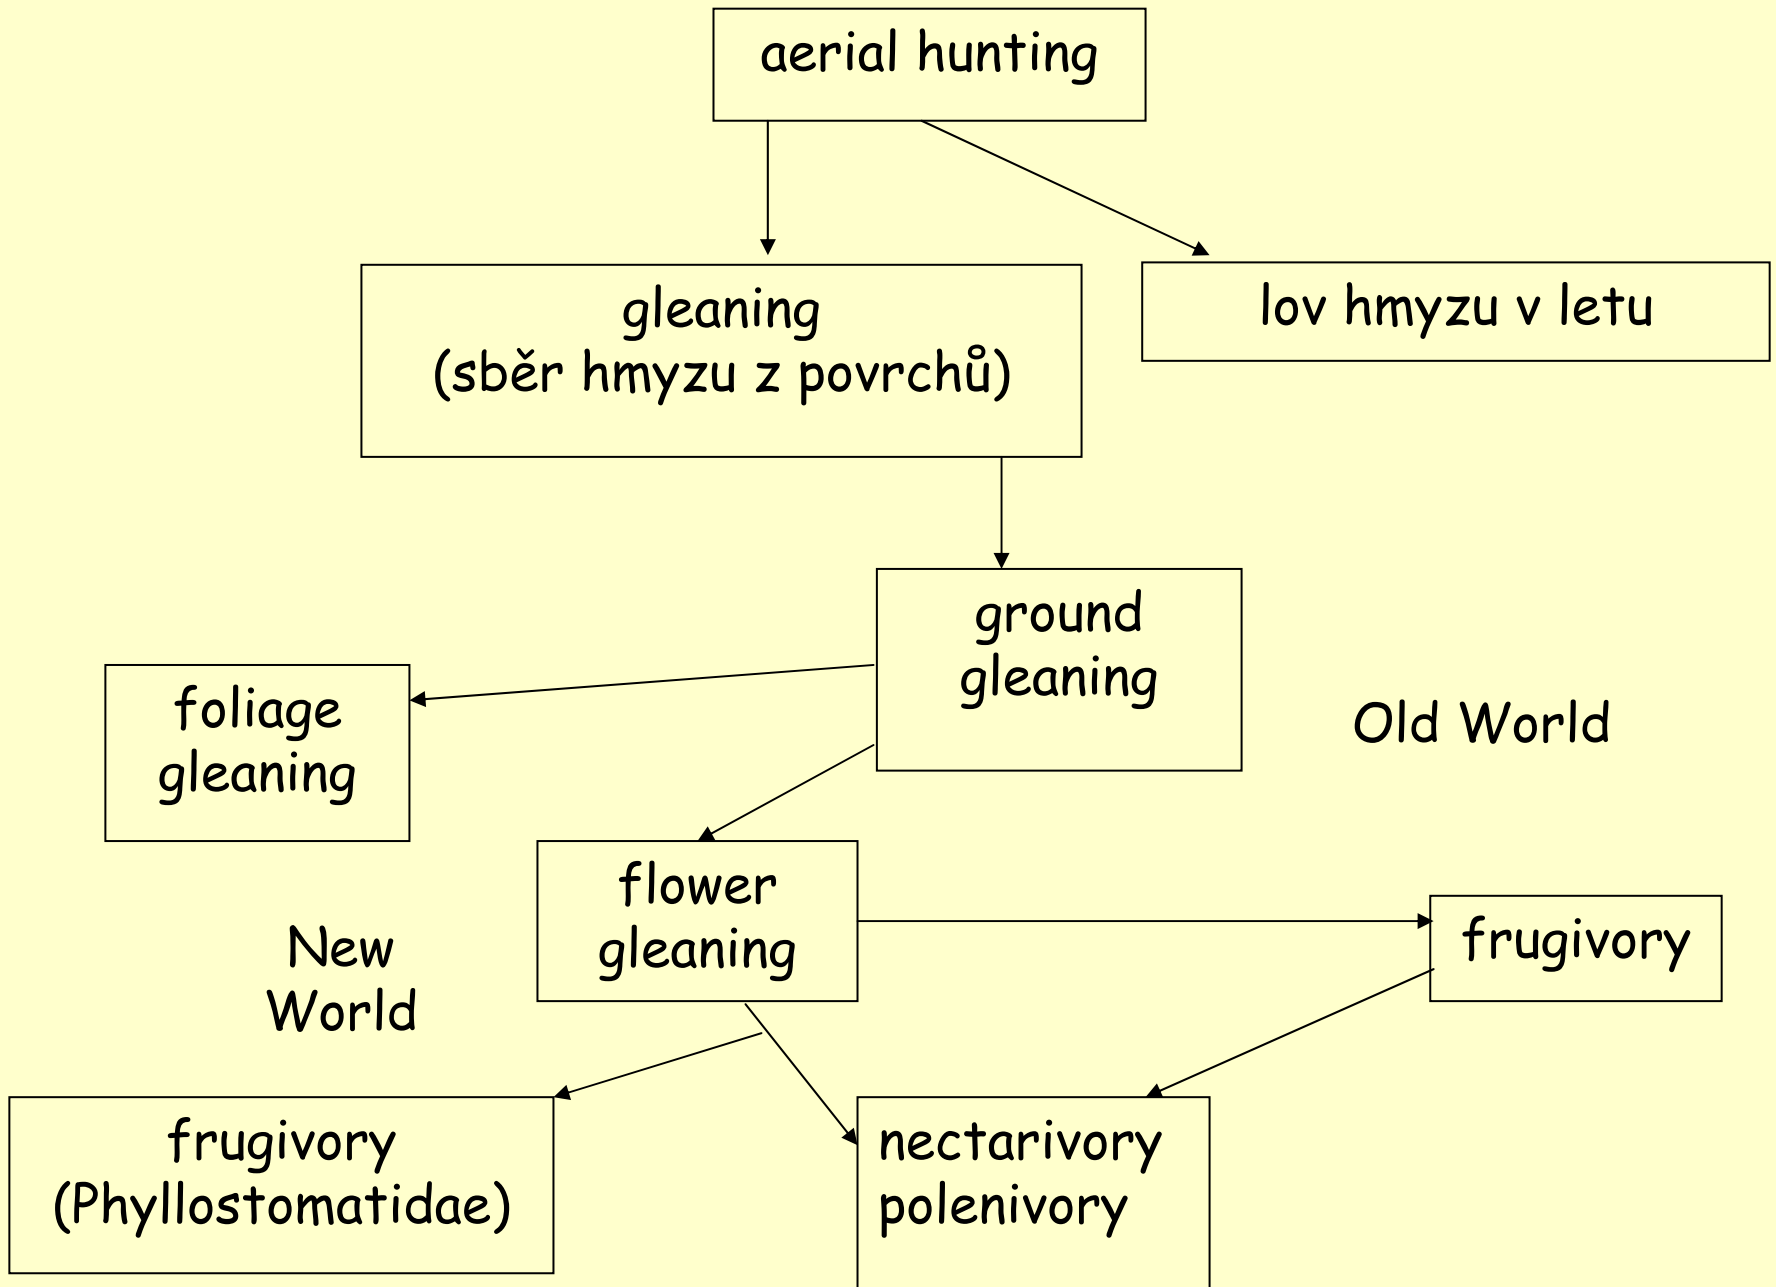 aerial hunting
gleaning
(sběr hmyzu z povrchů)
lov hmyzu v letu
ground
gleaning
foliage
gleaning
Old World
flower
gleaning
frugivory
New
World
frugivory
(Phyllostomatidae)
nectarivory
polenivory